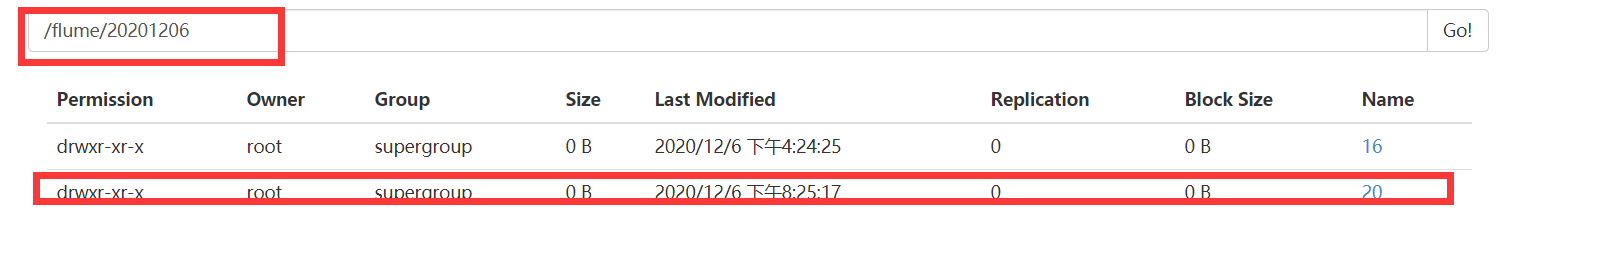 /flume/20201206 Go!
Permission Owner Group Size Last Modified Replication Block Size Name
drwxr-xr-x root supergroup 0 B 2020/12/6 下午4:24:25 0 0 B 16
drwxr-xr-x root supergroup 0 B 2020/12/6 下午8:25:17 0 0 B 20